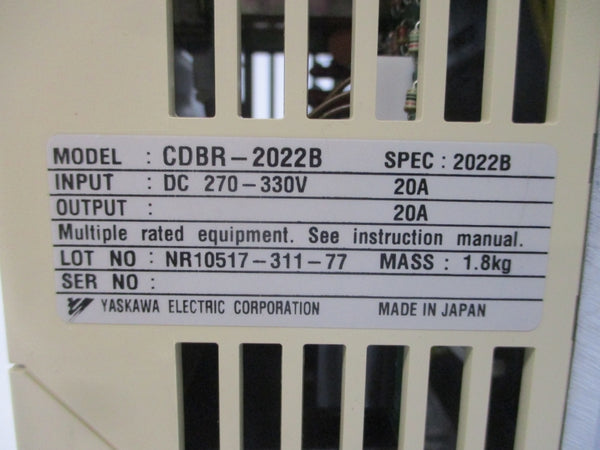 MODEL : CDBR-2022B SPEC : 2022B
INPUT : DC 270-330V 20A
OUTPUT : 20A
Multiple rated equipment. See instruction manual.
LOT NO : NR10517-311-77 MASS : 1.8kg
SER NO :
YASKAWA ELECTRIC CORPORATION MADE IN JAPAN